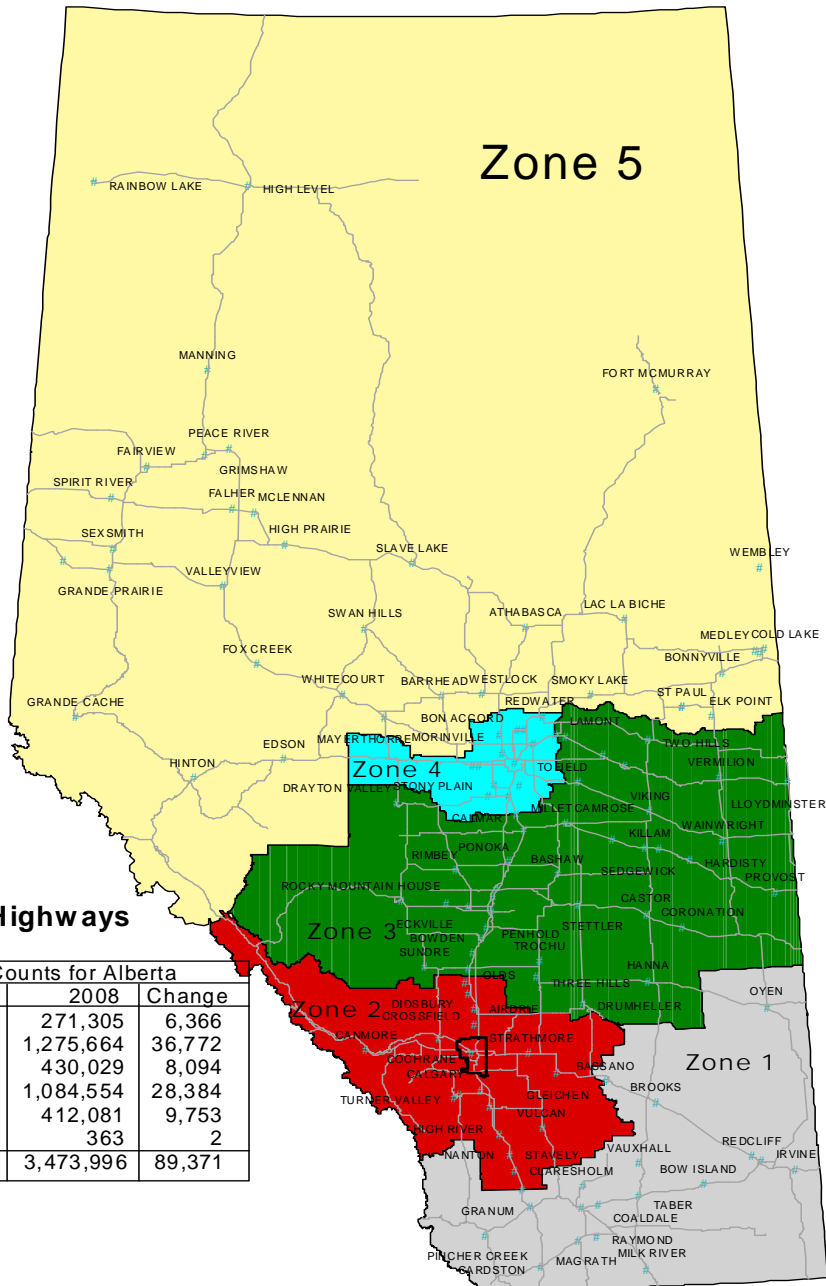 Zone 5
RAINBOW LAKE
HIGH LEVEL
MANNING
FORT MCMURRAY
PEACE RIVER
FAIRVIEW
GRIMSHAW
SPIRIT RIVER
FALHER
MCLENNAN
HIGH PRAIRIE
SEXSMITH
SLAVE LAKE
WEMBLEY
VALLEYVIEW
GRANDE PRAIRIE
LAC LA BICHE
SWAN HILLS
ATHABASCA
MEDLEY
COLD LAKE
FOX CREEK
BONNYVILLE
WHITECOURT
BARRHEAD
WESTLOCK
SMOKY LAKE
ST PAUL
ELK POINT
GRANDE CACHE
REDWATER
BON ACCORD
LAMONT
MAYERTHORPE
MORINVILLE
TWO HILLS
EDSON
VERMILION
HINTON
Zone 4
TOFIELD
DRAYTON VALLEY
STONY PLAIN
VIKING
LLOYDMINSTER
MILLET
CAMROSE
CALMAR
WAINWRIGHT
KILLAM
PONOKA
RIMBEY
BASHAW
HARDISTY
SEDGEWICK
PROVOST
ROCKY MOUNTAIN HOUSE
CASTOR
CORONATION
Highways
ECKVILLE
STETTLER
Zone 3
BOWDEN
PENHOLD
SUNDRE
TROCHU
HANNA
Counts for Alberta
OLDS
THREE HILLS
OYEN
2008 Change
Zone 2
DIDSBURY
DRUMHELLER
CROSSFIELD
AIRDRIE
271,305 6,366
CANMORE
STRATHMORE
1,275,664 36,772
COCHRANE
Zone 1
430,029 8,094
CALGARY
BASSANO
1,084,554 28,384
BROOKS
TURNER VALLEY
GLEICHEN
412,081 9,753
VULCAN
363 2
HIGH RIVER
3,473,996 89,371
NANTON
STAVELY
VAUXHALL
REDCLIFF
IRVINE
CLARESHOLM
BOW ISLAND
GRANUM
TABER
COALDALE
RAYMOND
PINCHER CREEK
MAGRATH
MILK RIVER
CARDSTON